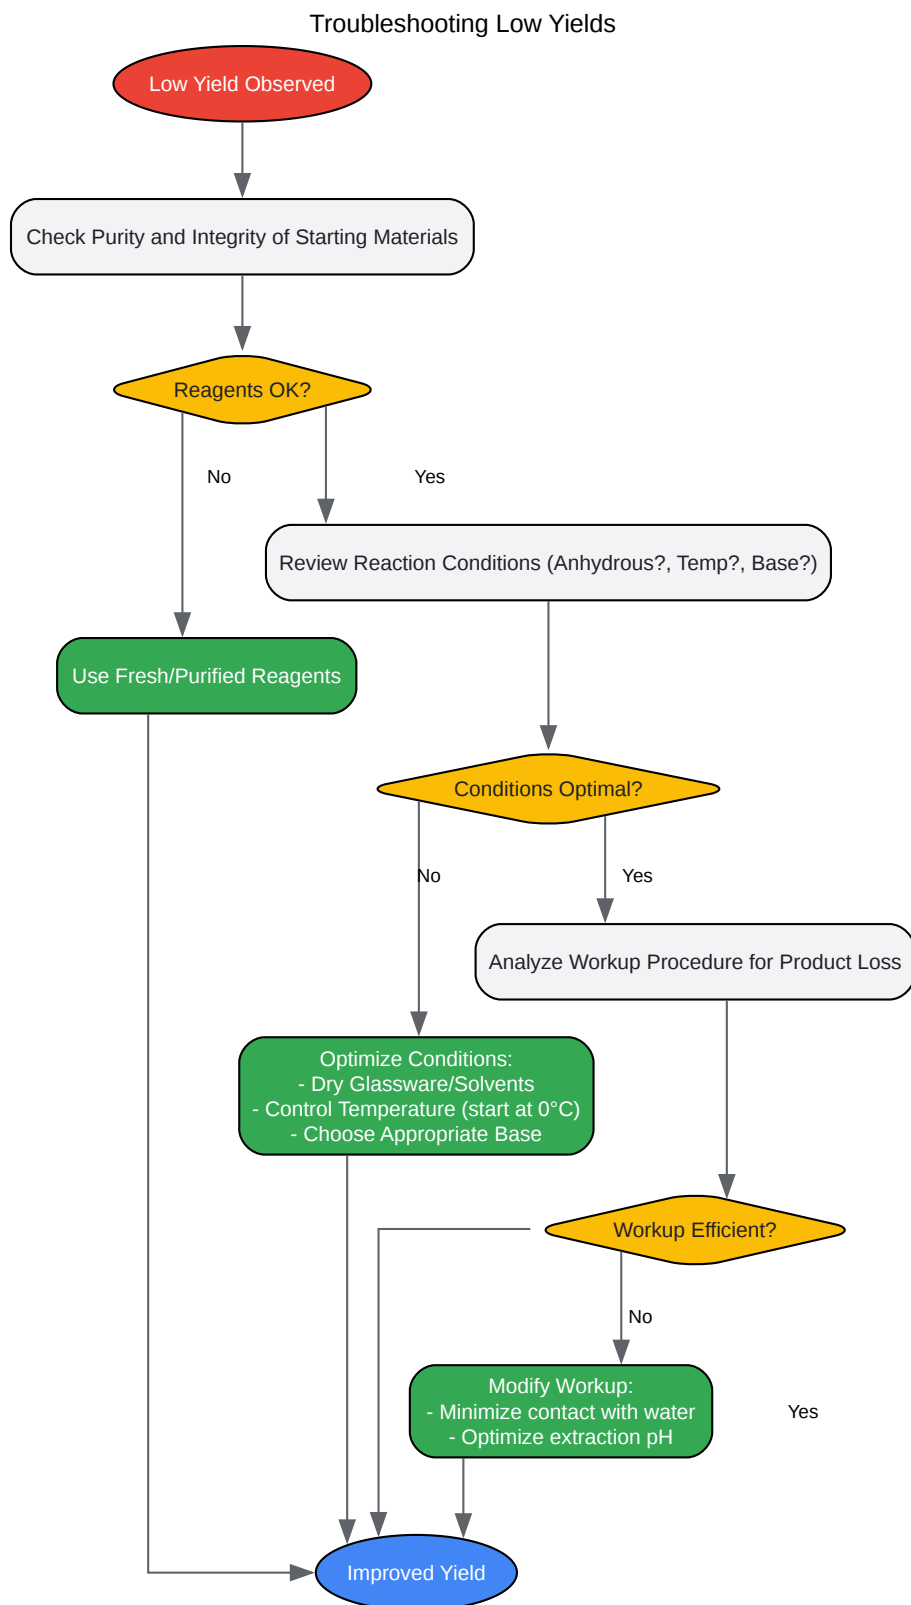 Troubleshooting Low Yields
Low Yield Observed
Check Purity and Integrity of Starting Materials
Reagents OK?
No
Yes
Review Reaction Conditions (Anhydrous?, Temp?, Base?)
Use Fresh/Purified Reagents
Conditions Optimal?
No
Yes
Analyze Workup Procedure for Product Loss
Optimize Conditions:
- Dry Glassware/Solvents
- Control Temperature (start at 0°C)
- Choose Appropriate Base
Workup Efficient?
No
Modify Workup:
- Minimize contact with water
- Optimize extraction pH
Yes
Improved Yield